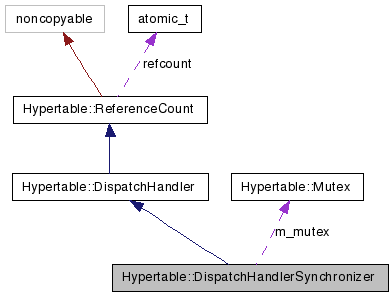 noncopyable
atomic_t
refcount
Hypertable::ReferenceCount
Hypertable::DispatchHandler
Hypertable::Mutex
m_mutex
Hypertable::DispatchHandlerSynchronizer